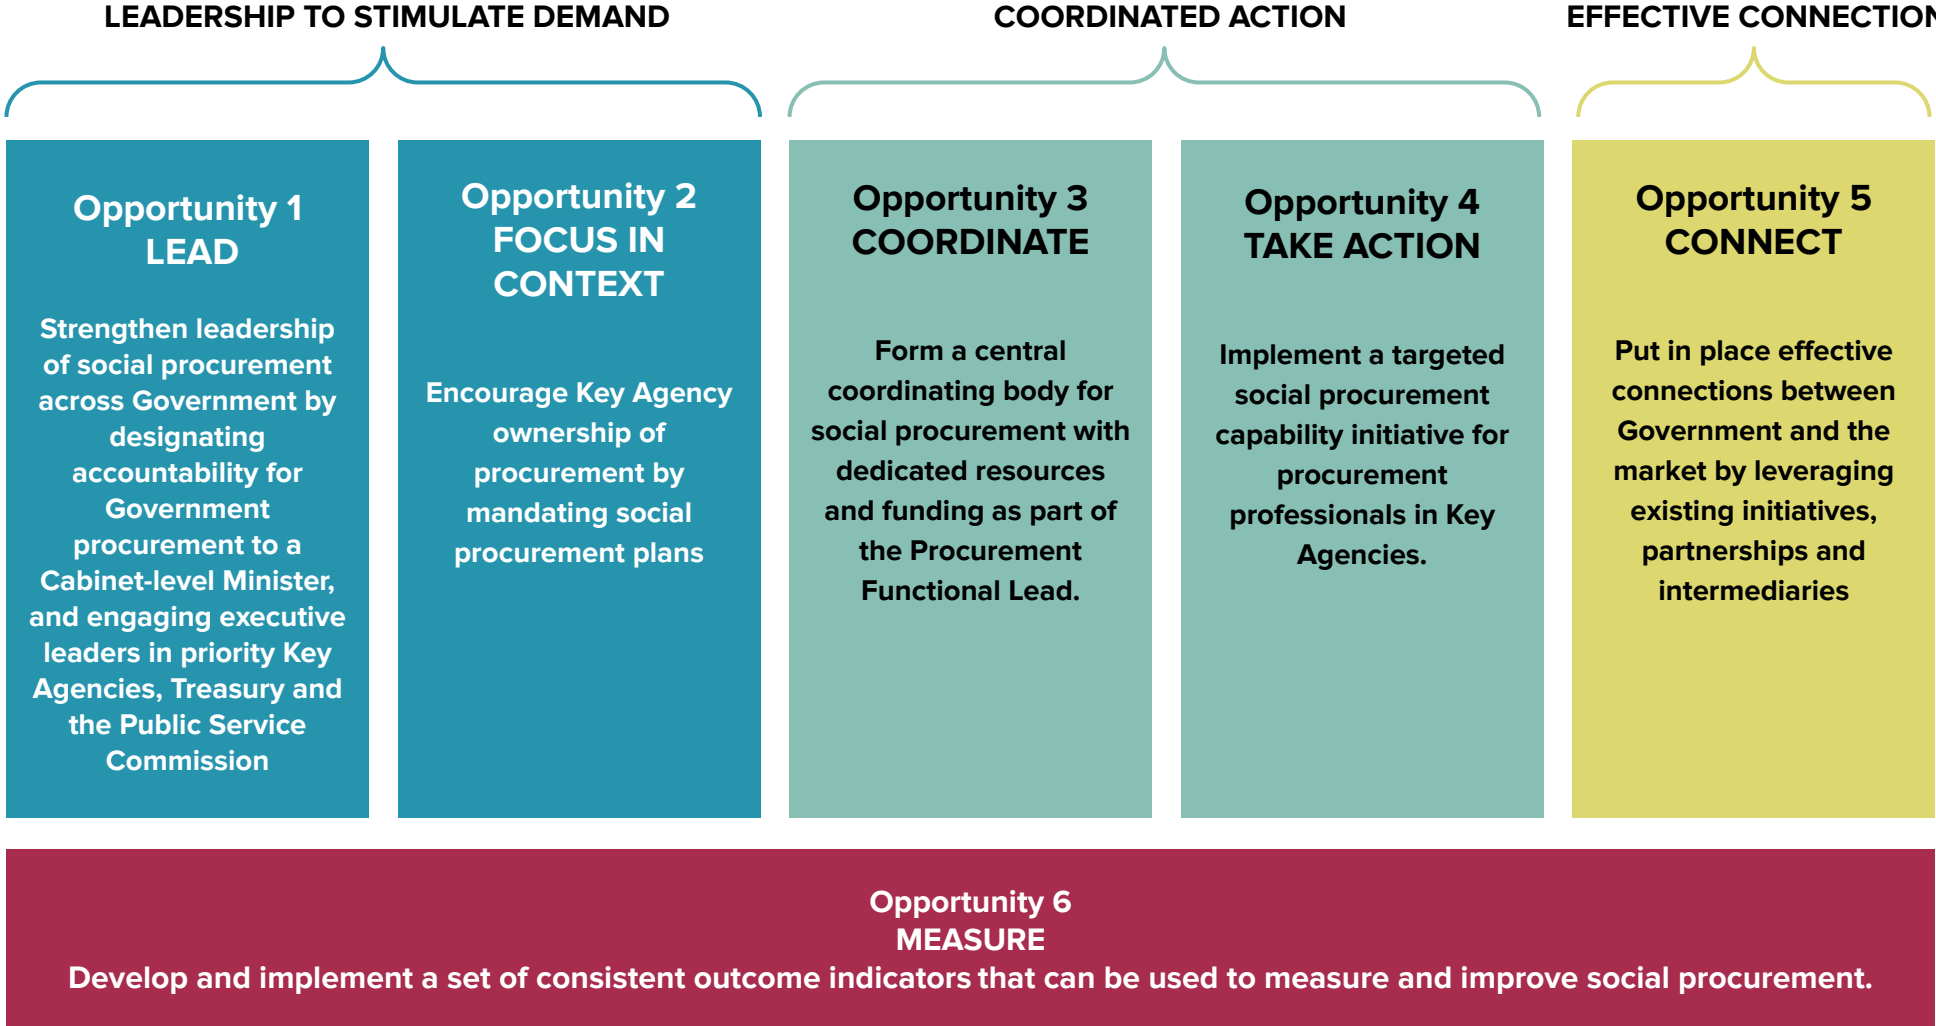 LEADERSHIP TO STIMULATE DEMAND
COORDINATED ACTION
EFFECTIVE CONNECTION
Opportunity 1
LEAD
Strengthen leadership
of social procurement
across Government by
designating
accountability for
Government
procurement to a
Cabinet-level Minister,
and engaging executive
leaders in priority Key
Agencies, Treasury and
the Public Service
Commission
Opportunity 2
FOCUS IN
CONTEXT
Encourage Key Agency
ownership of
procurement by
mandating social
procurement plans
Opportunity 3
COORDINATE
Form a central
coordinating body for
social procurement with
dedicated resources
and funding as part of
the Procurement
Functional Lead.
Opportunity 4
TAKE ACTION
Implement a targeted
social procurement
capability initiative for
procurement
professionals in Key
Agencies.
Opportunity 5
CONNECT
Put in place effective
connections between
Government and the
market by leveraging
existing initiatives,
partnerships and
intermediaries
Opportunity 6
MEASURE
Develop and implement a set of consistent outcome indicators that can be used to measure and improve social procurement.